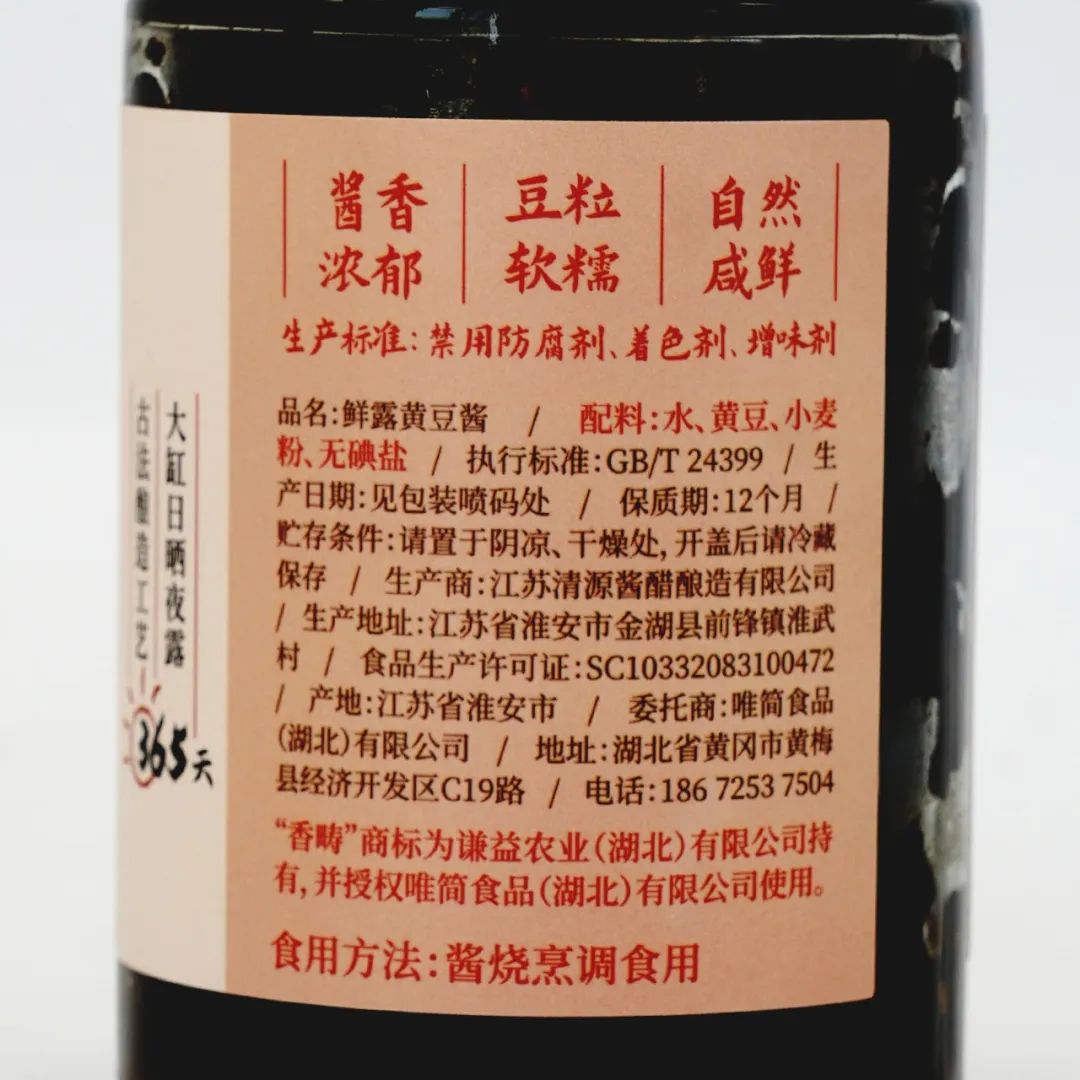 酱香 豆粒 自然
浓郁 软糯 咸鲜
生产标准：禁用防腐剂、着色剂、增味剂
品名：鲜露黄豆酱 / 配料：水、黄豆、小麦
粉、无碘盐 / 执行标准：GB/T 24399 / 生
产日期：见包装喷码处 / 保质期：12个月 /
贮存条件：请置于阴凉、干燥处，开盖后请冷藏
保存 / 生产商：江苏清源酱醋酿造有限公司
/ 生产地址：江苏省淮安市金湖县前锋镇淮武
村 / 食品生产许可证：SC10332083100472
/ 产地：江苏省淮安市 / 委托商：唯简食品
（湖北）有限公司 / 地址：湖北省黄冈市黄梅
县经济开发区C19路 / 电话：186 7253 7504
“香畴”商标为谦益农业（湖北）有限公司持
有，并授权唯简食品（湖北）有限公司使用。
食用方法：酱烧烹调食用
大缸日晒夜露
古法酿造工艺
365天